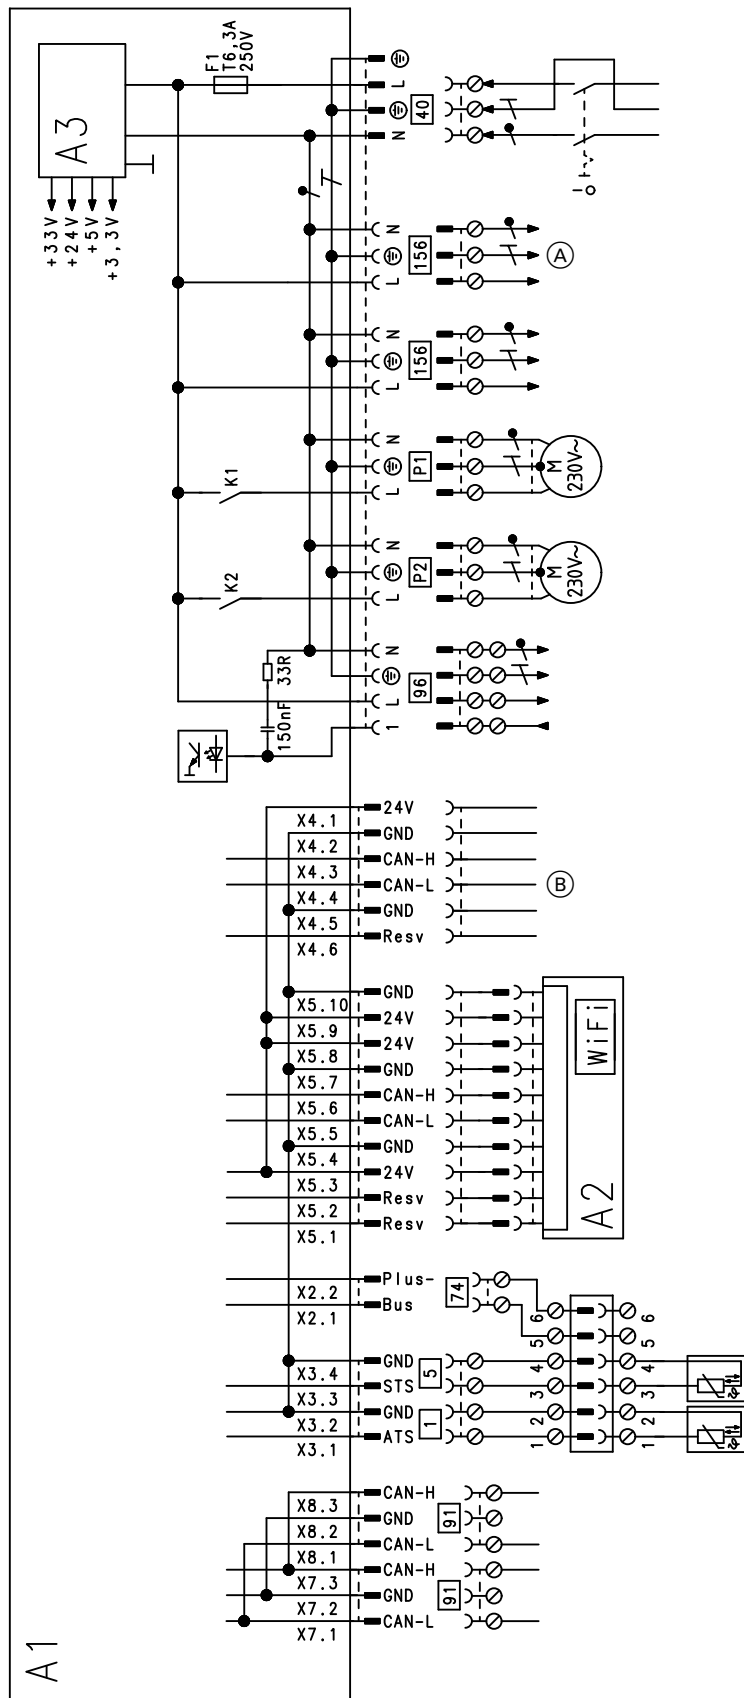 A3
+33V
+24V
+5V
+3,3V
F1
T6,3A
250V
L
N
40
N
L
156
A
N
L
156
K1
N
L
P1
M
230V~
K2
N
L
P2
M
230V~
33R
150nF
N
L
1
96
X4.1
24V
X4.2
GND
X4.3
CAN-H
X4.4
CAN-L
X4.5
GND
X4.6
Resv
B
X5.10
GND
X5.9
24V
X5.8
24V
X5.7
GND
X5.6
CAN-H
X5.5
CAN-L
X5.4
GND
X5.3
24V
X5.2
Resv
X5.1
Resv
WiFi
A2
X2.2
Plus-
X2.1
Bus
74
X3.4
GND
X3.3
STS
5
X3.2
GND
X3.1
ATS
1
6
5
4
3
2
1
6
5
4
3
2
1
X8.3
CAN-H
X8.2
GND
X8.1
CAN-L
91
X7.3
CAN-H
X7.2
GND
X7.1
CAN-L
91
A1